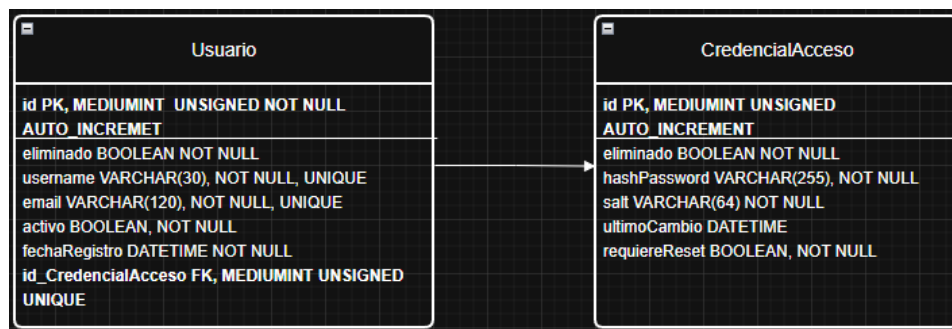 Usuario
id PK, MEDIUMINT UNSIGNED NOT NULL
AUTO_INCREMET
eliminado BOOLEAN NOT NULL
username VARCHAR(30), NOT NULL, UNIQUE
email VARCHAR(120), NOT NULL, UNIQUE
activo BOOLEAN, NOT NULL
fechaRegistro DATETIME NOT NULL
id_CredencialAcceso FK, MEDIUMINT UNSIGNED
UNIQUE
CredencialAcceso
id PK, MEDIUMINT UNSIGNED
AUTO_INCREMENT
eliminado BOOLEAN NOT NULL
hashPassword VARCHAR(255), NOT NULL
salt VARCHAR(64) NOT NULL
ultimoCambio DATETIME
requiereReset BOOLEAN, NOT NULL